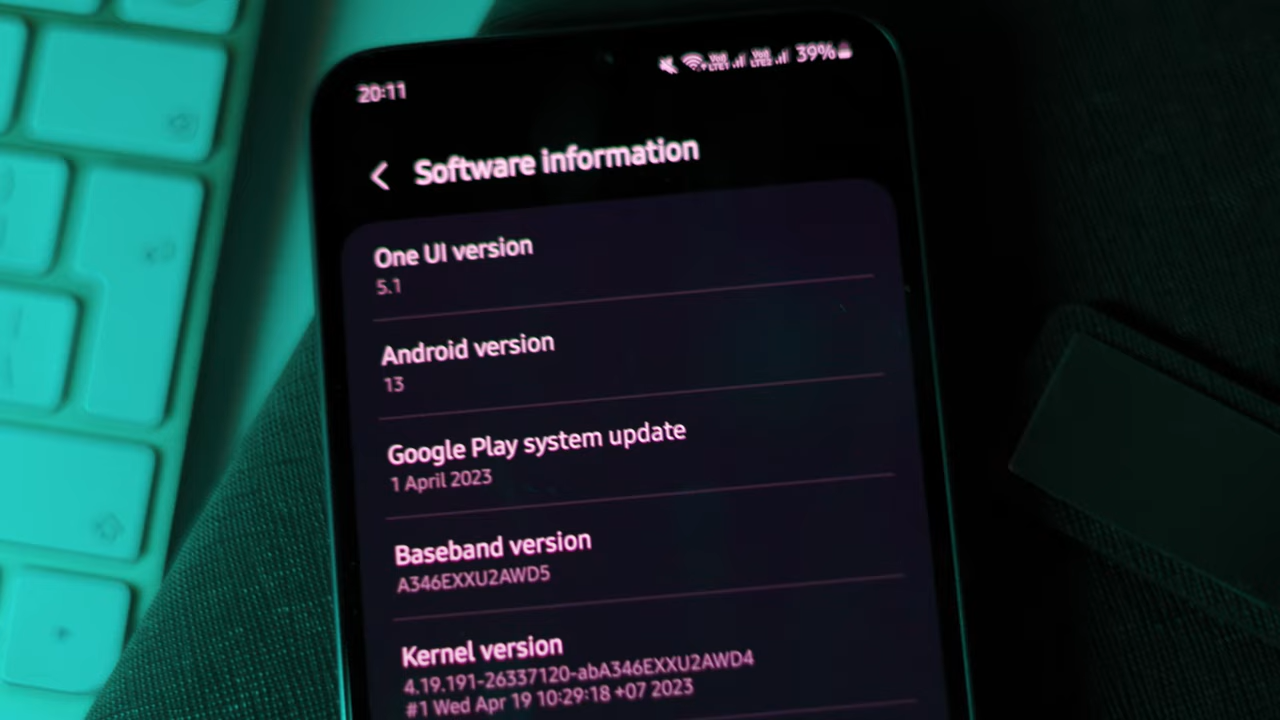 20:11
39%
Software information
One UI version
5.1
Android version
13
Google Play system update
1 April 2023
Baseband version
A346EXXU2AWD5
Kernel version
4.19.191-26337120-abA346EXXU2AWD4
#1 Wed Apr 19 10:29:18 +07 2023